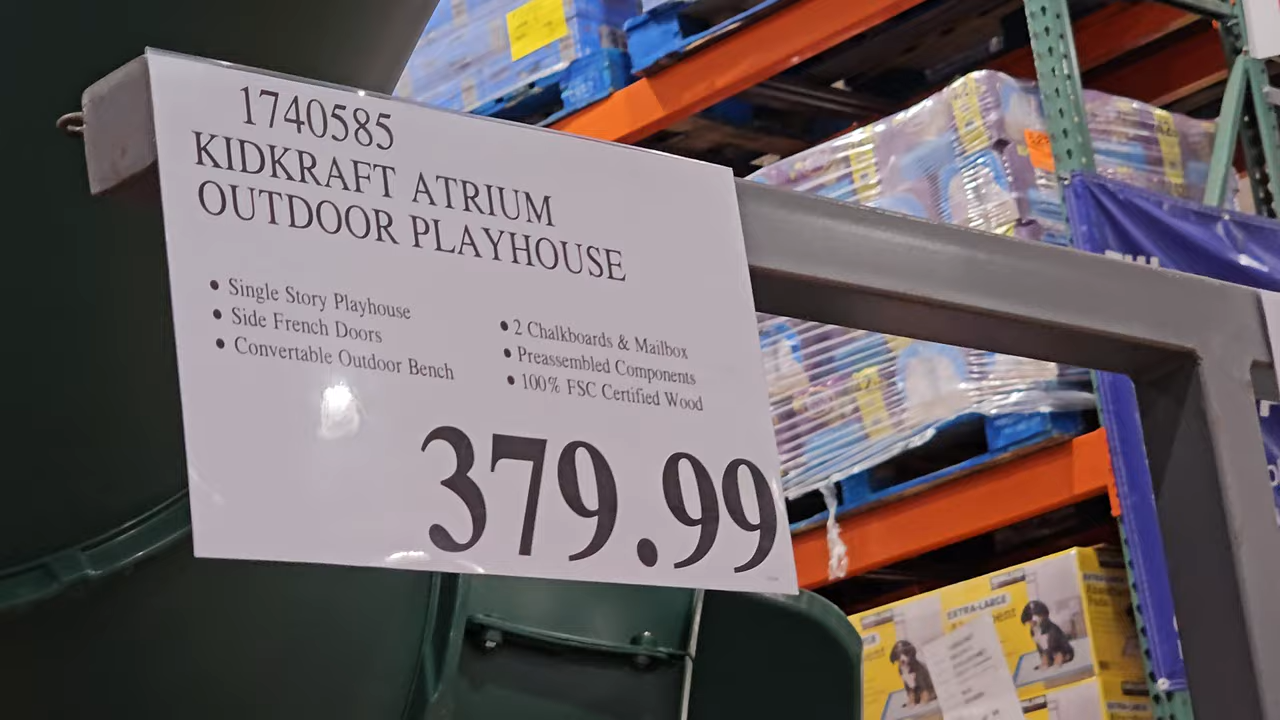 1740585
KIDKRAFT ATRIUM
OUTDOOR PLAYHOUSE
• Single Story Playhouse
• Side French Doors
• Convertable Outdoor Bench
• 2 Chalkboards & Mailbox
• Preassembled Components
• 100% FSC Certified Wood
379.99
EXTRA-LARGE